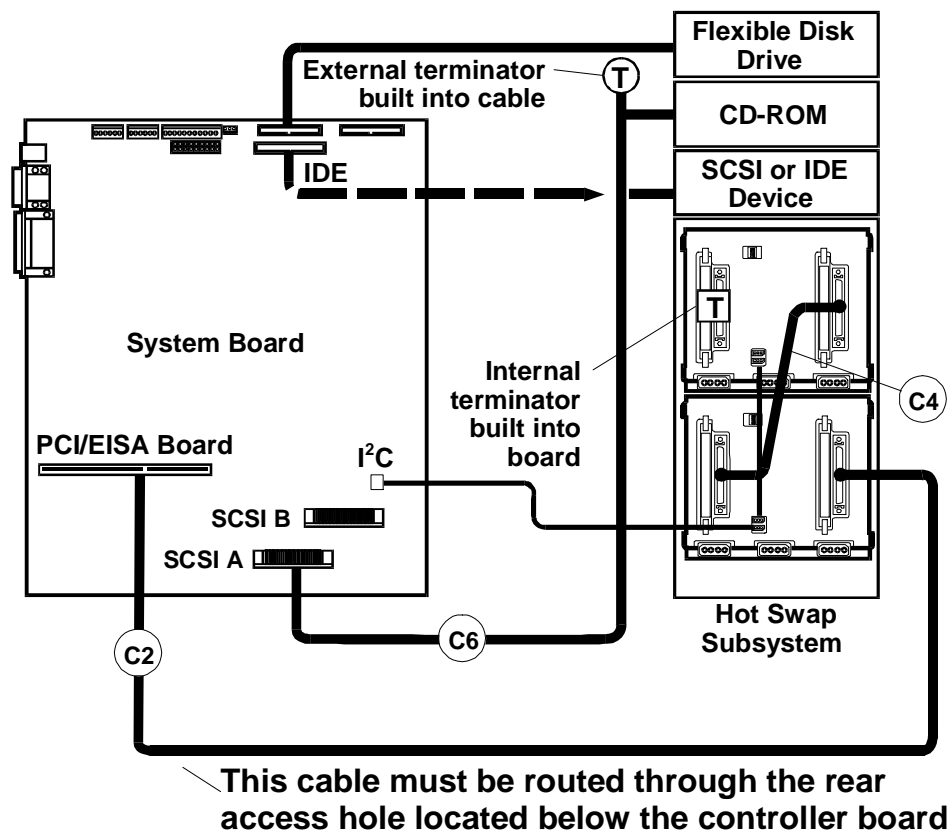 Flexible Disk
Drive
External terminator
built into cable
T
CD-ROM
IDE
SCSI or IDE
Device
T
System Board
Internal
terminator
built into
board
C4
PCI/EISA Board
I²C
SCSI B
SCSI A
Hot Swap
Subsystem
C2
C6
This cable must be routed through the rear
access hole located below the controller board